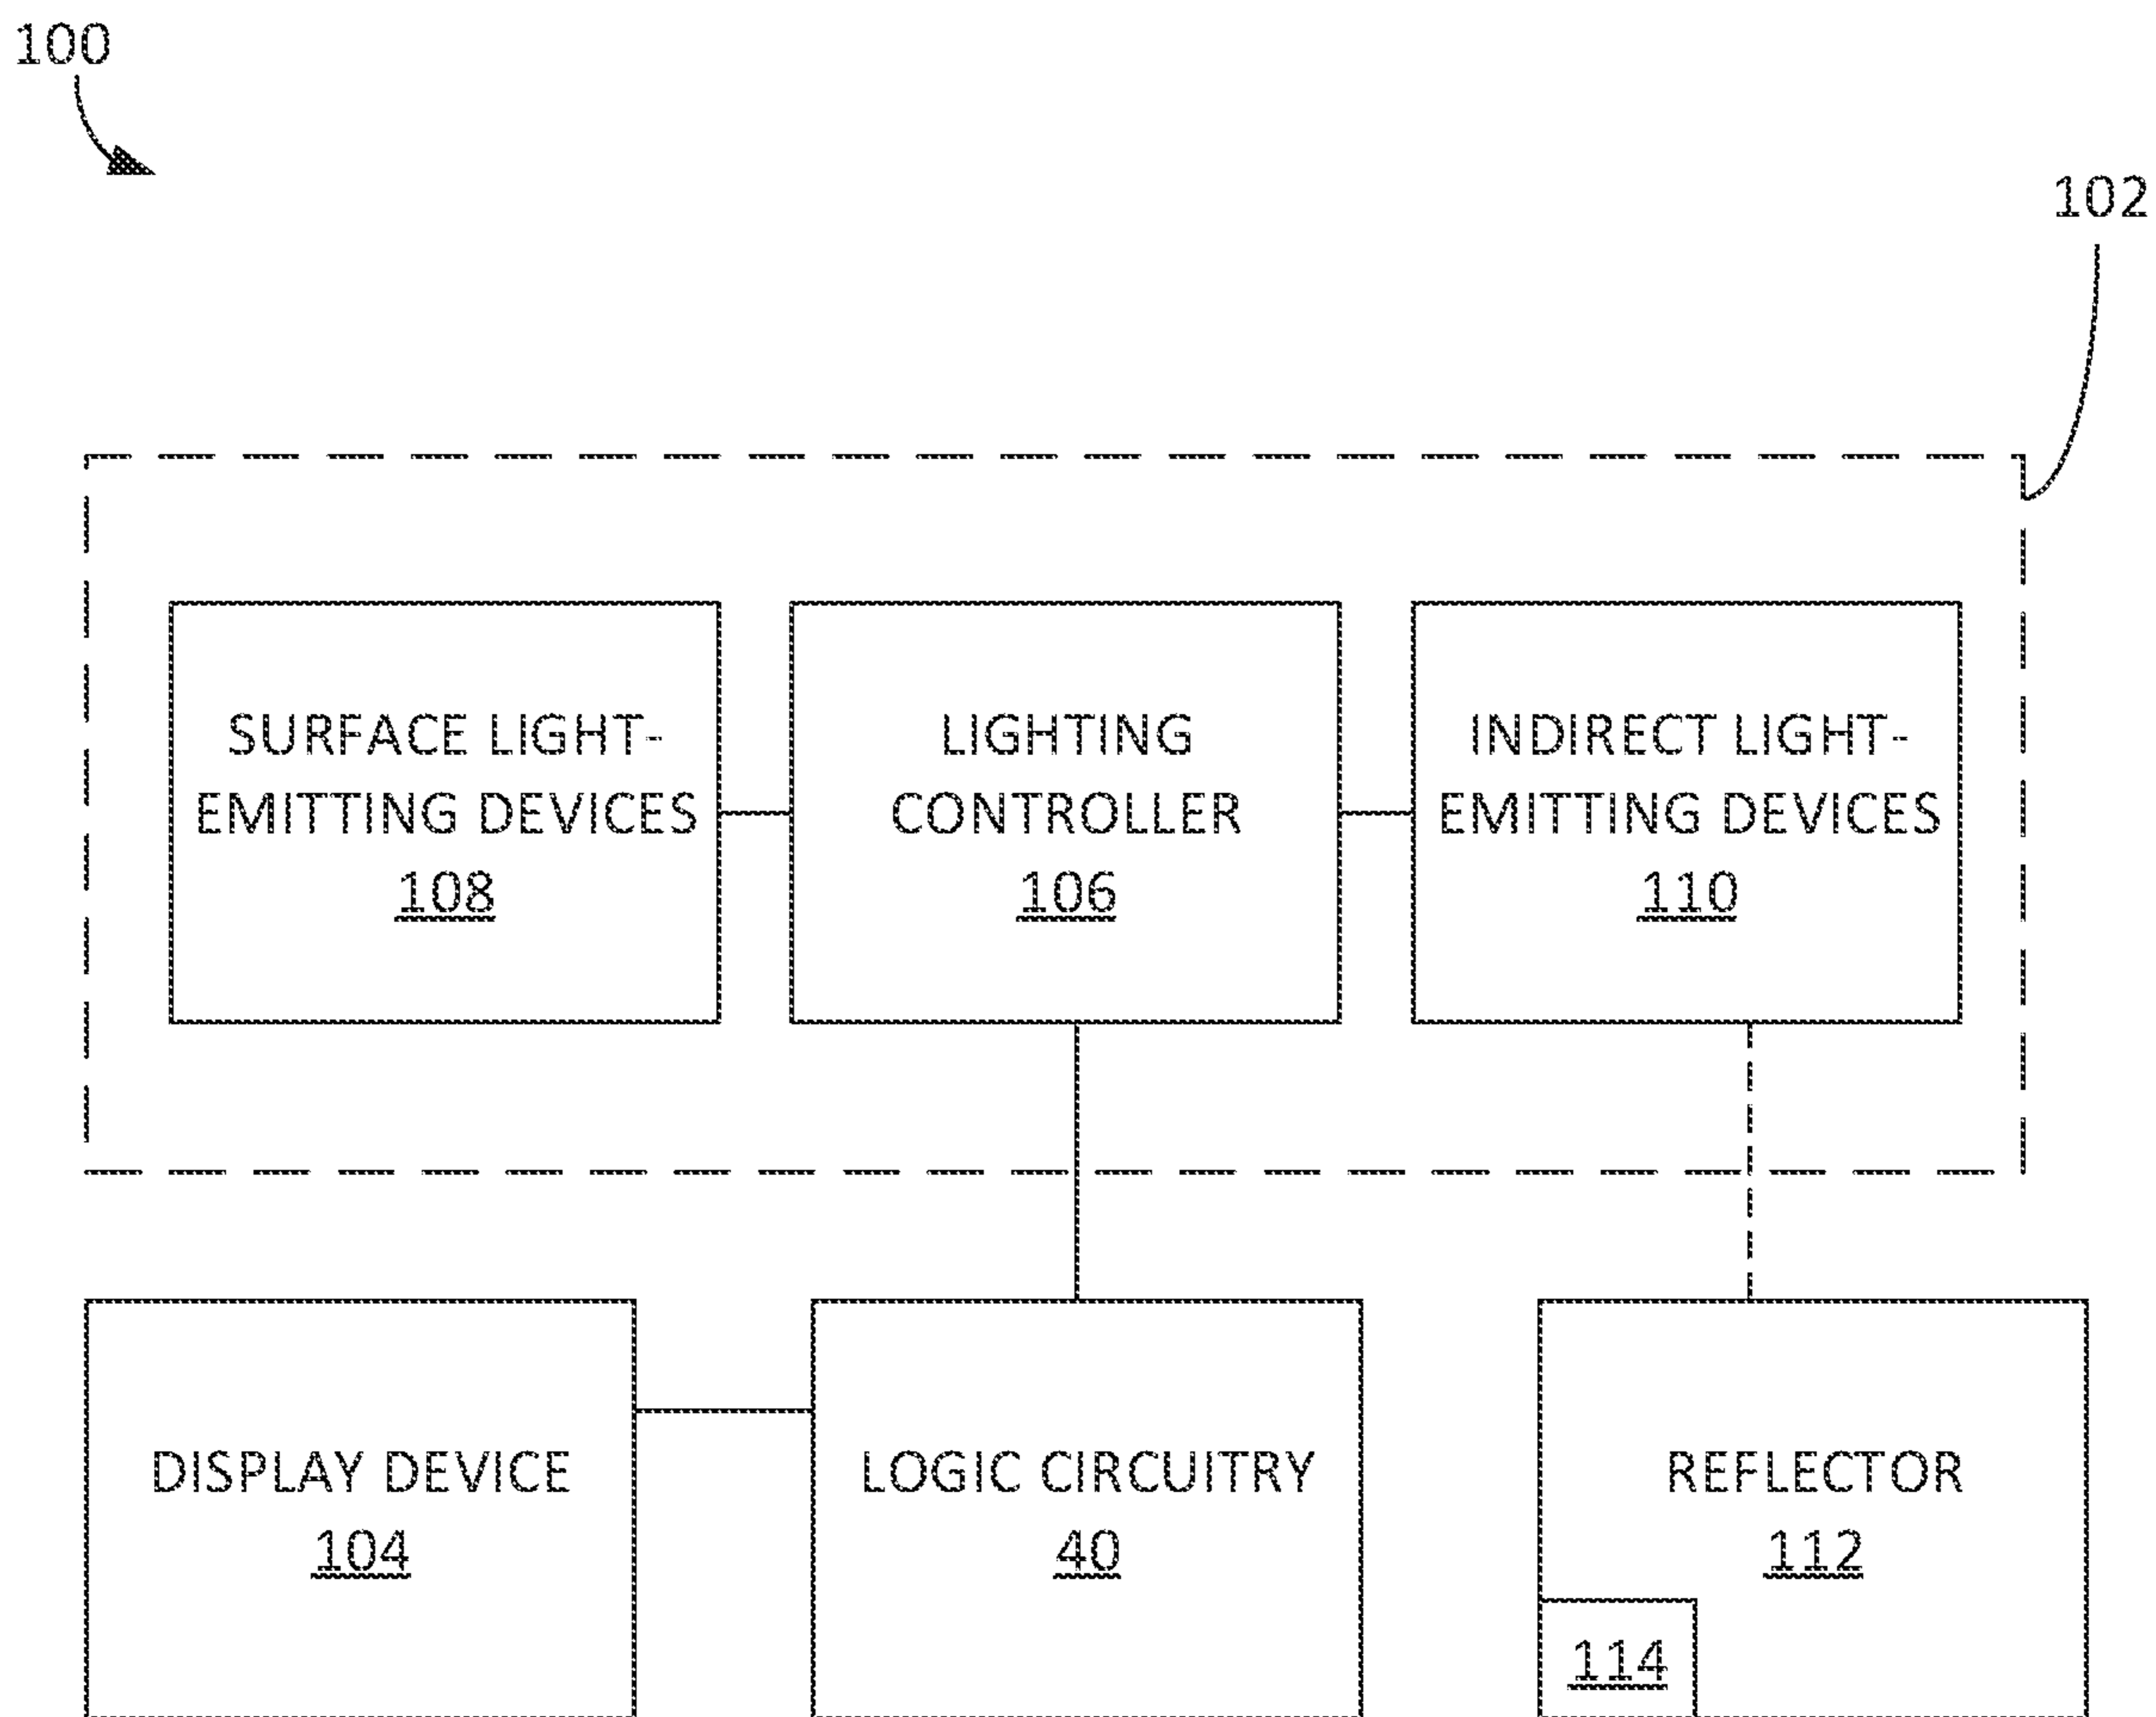 100
102
SURFACE LIGHT-
EMITTING DEVICES
108
LIGHTING
CONTROLLER
106
INDIRECT LIGHT-
EMITTING DEVICES
110
DISPLAY DEVICE
104
LOGIC CIRCUITRY
40
REFLECTOR
112
114